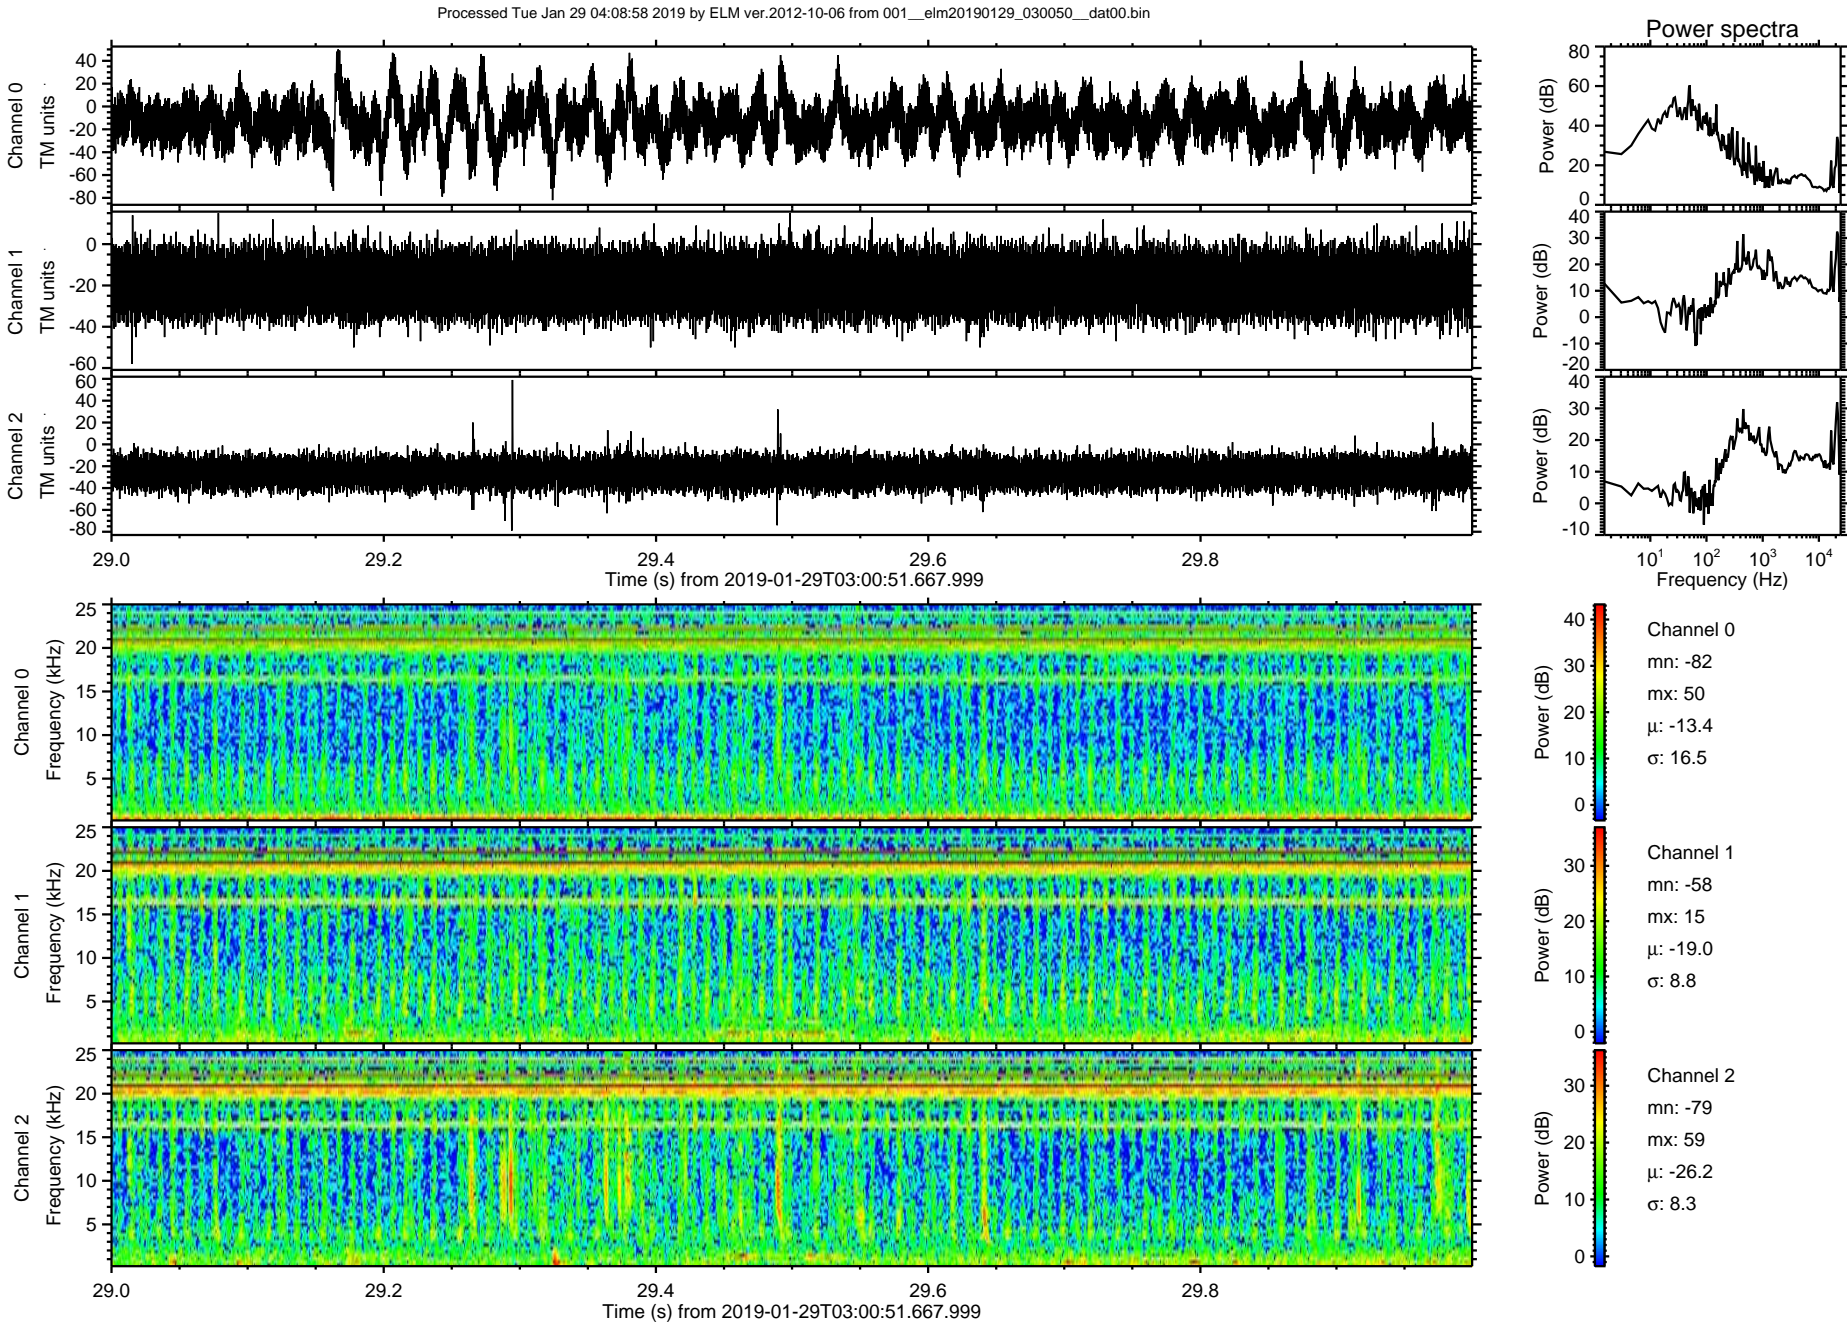 Processed Tue Jan 29 04:08:58 2019 by ELM ver.2012-10-06 from 001__elm20190129_030050__dat00.bin
Power spectra
Channel 0
TM units
40
20
0
-20
-40
-60
-80
Power (dB)
80
60
40
20
0
Channel 1
TM units
0
-20
-40
-60
Power (dB)
40
30
20
10
0
-10
-20
Channel 2
TM units
60
40
20
0
-20
-40
-60
-80
Power (dB)
40
30
20
10
0
-10
29.0 29.2 29.4 29.6 29.8
Time (s) from 2019-01-29T03:00:51.667.999
10^1 10^2 10^3 10^4
Frequency (Hz)
Channel 0
Frequency (kHz)
25
20
15
10
5
Power (dB)
40
30
20
10
0
Channel 0
mn: -82
mx: 50
μ: -13.4
σ: 16.5
Channel 1
Frequency (kHz)
25
20
15
10
5
Power (dB)
30
20
10
0
Channel 1
mn: -58
mx: 15
μ: -19.0
σ: 8.8
Channel 2
Frequency (kHz)
25
20
15
10
5
Power (dB)
30
20
10
0
Channel 2
mn: -79
mx: 59
μ: -26.2
σ: 8.3
29.0 29.2 29.4 29.6 29.8
Time (s) from 2019-01-29T03:00:51.667.999